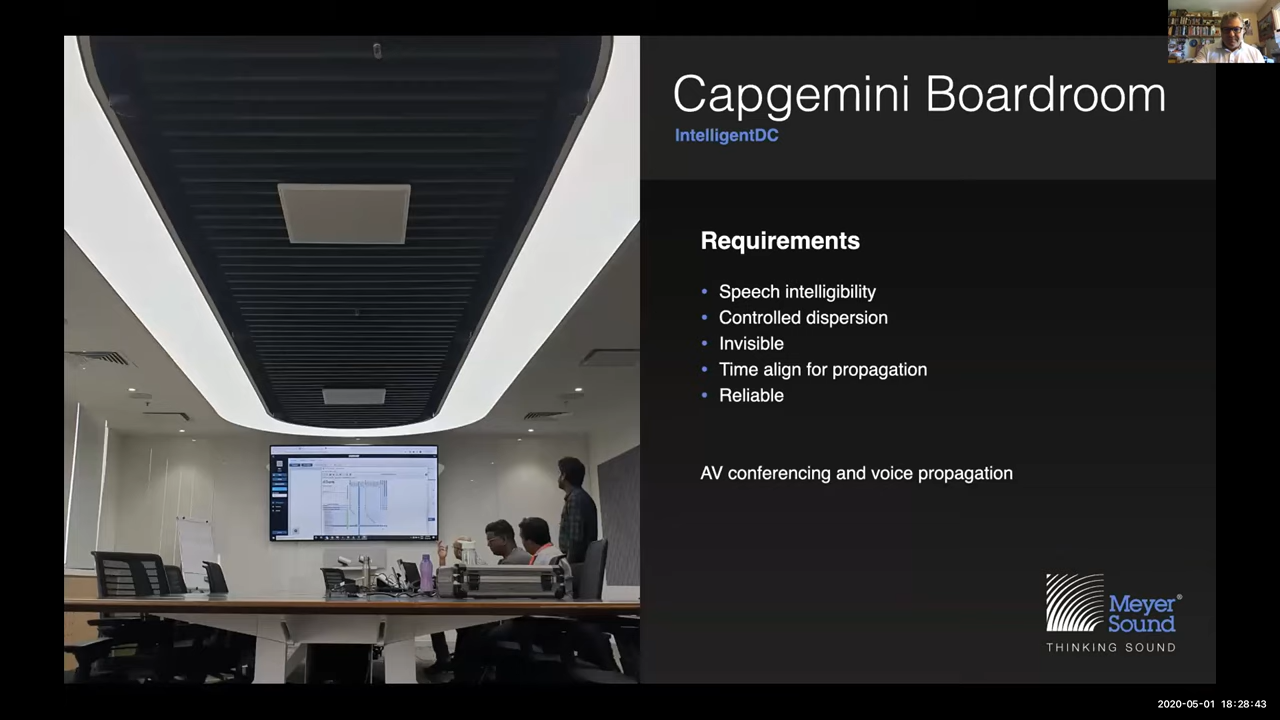 Capgemini Boardroom
IntelligentDC
Requirements
• Speech intelligibility
• Controlled dispersion
• Invisible
• Time align for propagation
• Reliable
AV conferencing and voice propagation
Meyer®
Sound
THINKING SOUND
2020-05-01 18:28:43